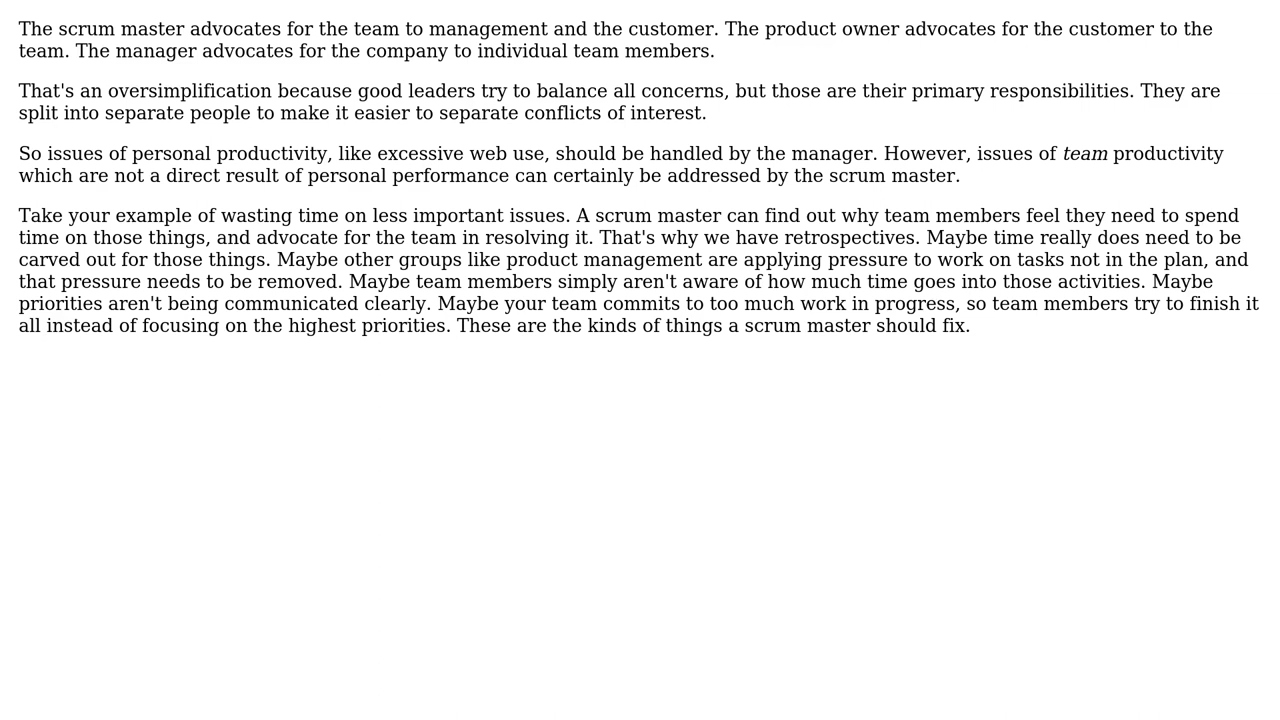 The scrum master advocates for the team to management and the customer. The product owner advocates for the customer to the
team. The manager advocates for the company to individual team members.
That's an oversimplification because good leaders try to balance all concerns, but those are their primary responsibilities. They are
split into separate people to make it easier to separate conflicts of interest.
So issues of personal productivity, like excessive web use, should be handled by the manager. However, issues of team productivity
which are not a direct result of personal performance can certainly be addressed by the scrum master.
Take your example of wasting time on less important issues. A scrum master can find out why team members feel they need to spend
time on those things, and advocate for the team in resolving it. That's why we have retrospectives. Maybe time really does need to be
carved out for those things. Maybe other groups like product management are applying pressure to work on tasks not in the plan, and
that pressure needs to be removed. Maybe team members simply aren't aware of how much time goes into those activities. Maybe
priorities aren't being communicated clearly. Maybe your team commits to too much work in progress, so team members try to finish it
all instead of focusing on the highest priorities. These are the kinds of things a scrum master should fix.